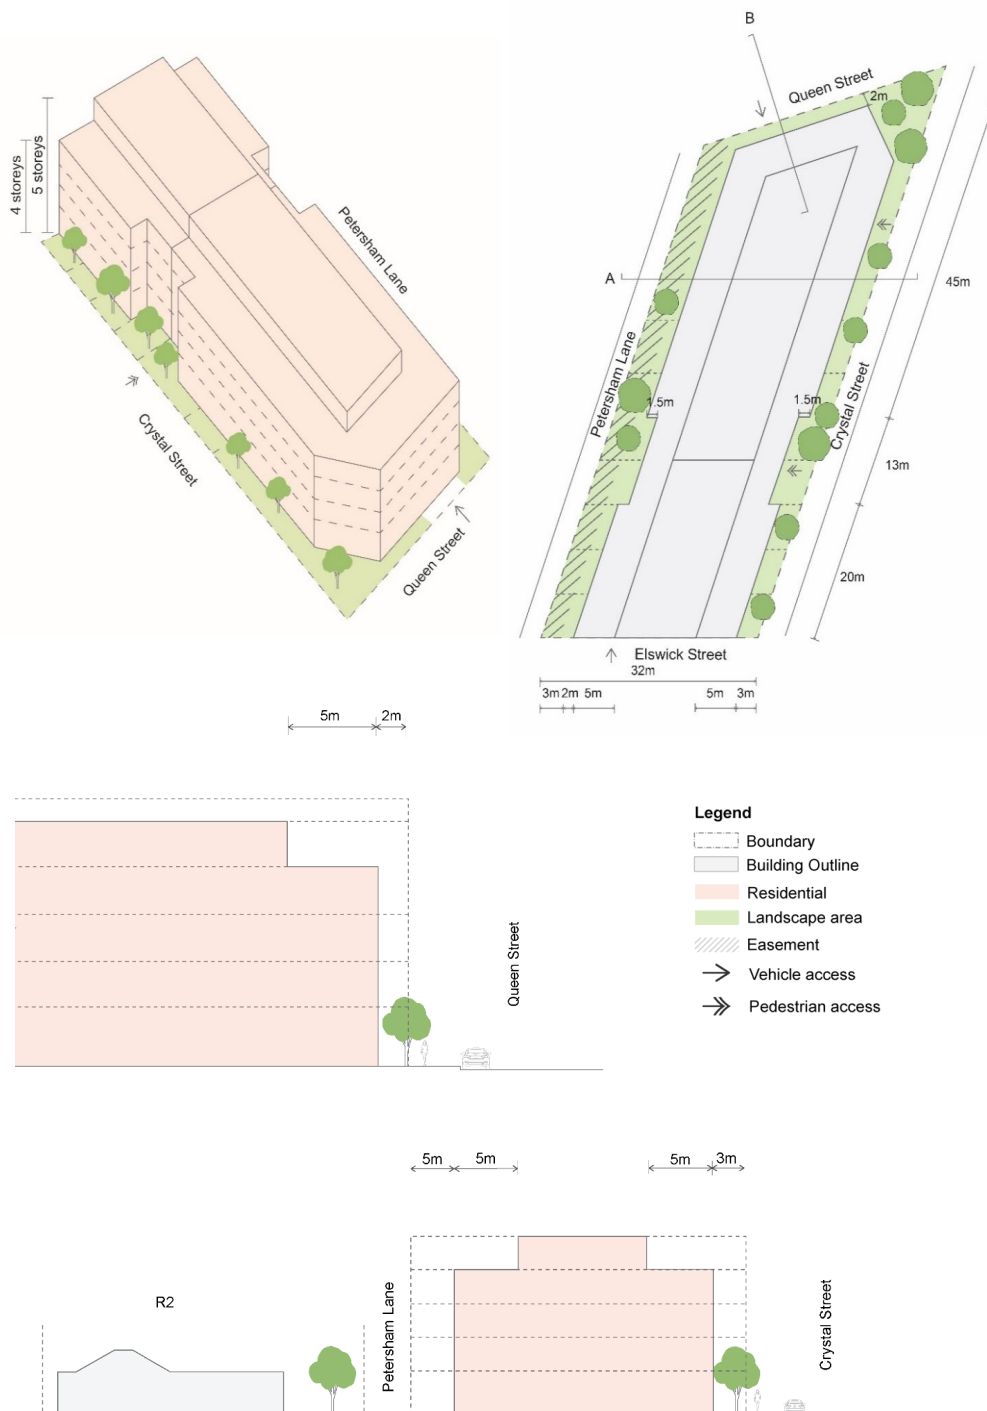 4 storeys
5 storeys
Petersham Lane
Crystal Street
Queen Street
B
Queen Street
2m
A
45m
Petersham Lane
1.5m
1.5m
Crystal Street
13m
20m
Elswick Street
32m
3m 2m 5m
5m 3m
5m 2m
Queen Street
Legend
Boundary
Building Outline
Residential
Landscape area
Easement
Vehicle access
Pedestrian access
5m 5m
5m 3m
R2
Petersham Lane
Crystal Street